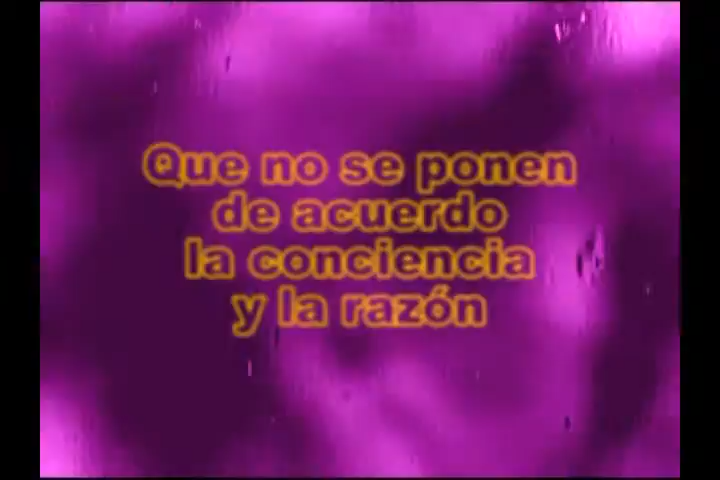 Que no se ponen
de acuerdo
la conciencia
y la razón